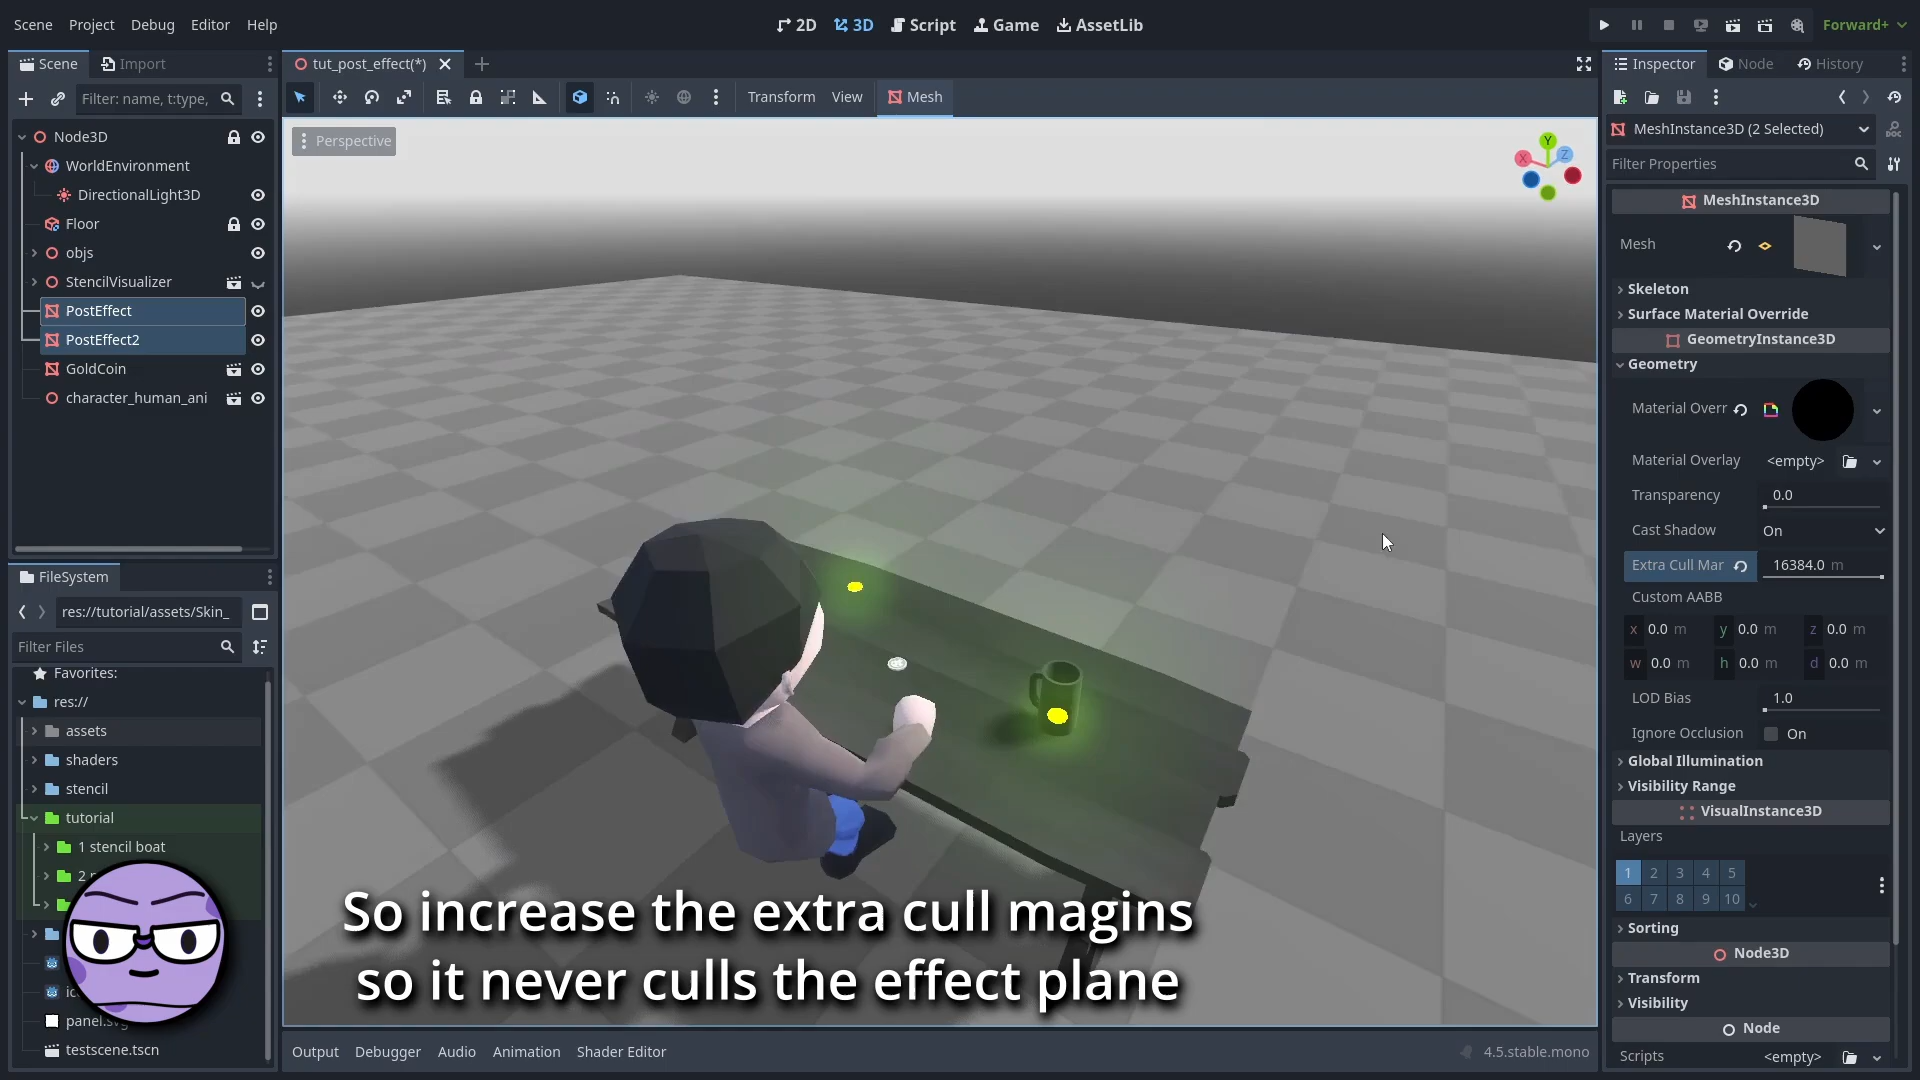 Scene Project Debug Editor Help
2D 3D Script Game AssetLib
Forward+
Scene Import
tut_post_effect(*)
Inspector Node History
Filter: name, t:type,
Transform View Mesh
Node3D
WorldEnvironment
DirectionalLight3D
Floor
objs
StencilVisualizer
PostEffect
PostEffect2
GoldCoin
character_human_ani
Perspective
X Y Z
MeshInstance3D (2 Selected)
DOC
Filter Properties
MeshInstance3D
Mesh
Skeleton
Surface Material Override
GeometryInstance3D
Geometry
Material Overr
Material Overlay <empty>
Transparency 0.0
Cast Shadow On
Extra Cull Mar 16384.0 m
Custom AABB
x 0.0 m y 0.0 m z 0.0 m
w 0.0 m h 0.0 m d 0.0 m
LOD Bias 1.0
Ignore Occlusion On
Global Illumination
Visibility Range
VisualInstance3D
Layers
1 2 3 4 5
6 7 8 9 10
Sorting
Node3D
Transform
Visibility
Node
Scripts <empty>
FileSystem
res://tutorial/assets/Skin_
Filter Files
Favorites:
res://
assets
shaders
stencil
tutorial
1 stencil boat
2
panel.svg
testscene.tscn
So increase the extra cull magins
so it never culls the effect plane
Output Debugger Audio Animation Shader Editor
4.5.stable.mono